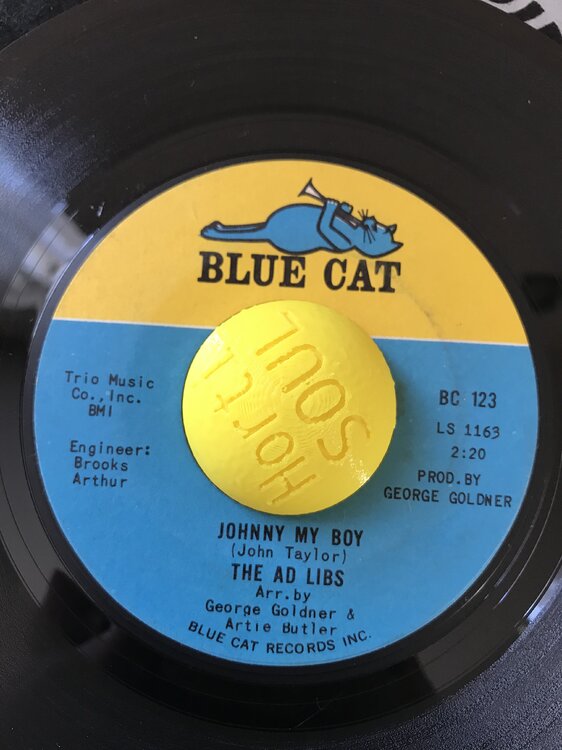 BLUE CAT
Trio Music
Co., Inc.
BMI
Engineer:
Brooks
Arthur
Hort
SOUL
BC 123
LS 1163
2:20
PROD.BY
GEORGE GOLDNER
JOHNNY MY BOY
(John Taylor)
THE AD LIBS
Arr.by
George Goldner &
Artie Butler
BLUE CAT RECORDS INC.